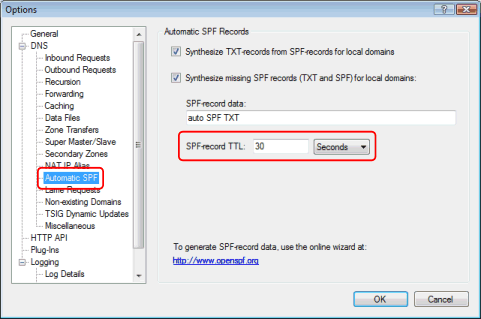 Options
General
DNS
Inbound Requests
Outbound Requests
Recursion
Forwarding
Caching
Data Files
Zone Transfers
Super Master/Slave
Secondary Zones
NAT IP Alias
Automatic SPF
Lame Requests
Non-existing Domains
TSIG Dynamic Updates
Miscellaneous
HTTP API
Plug-Ins
Logging
Log Details
Automatic SPF Records
Synthesize TXT-records from SPF-records for local domains
Synthesize missing SPF records (TXT and SPF) for local domains:
SPF-record data:
auto SPF TXT
SPF-record TTL: 30 Seconds
To generate SPF-record data, use the online wizard at:
http://www.openspf.org
OK Cancel